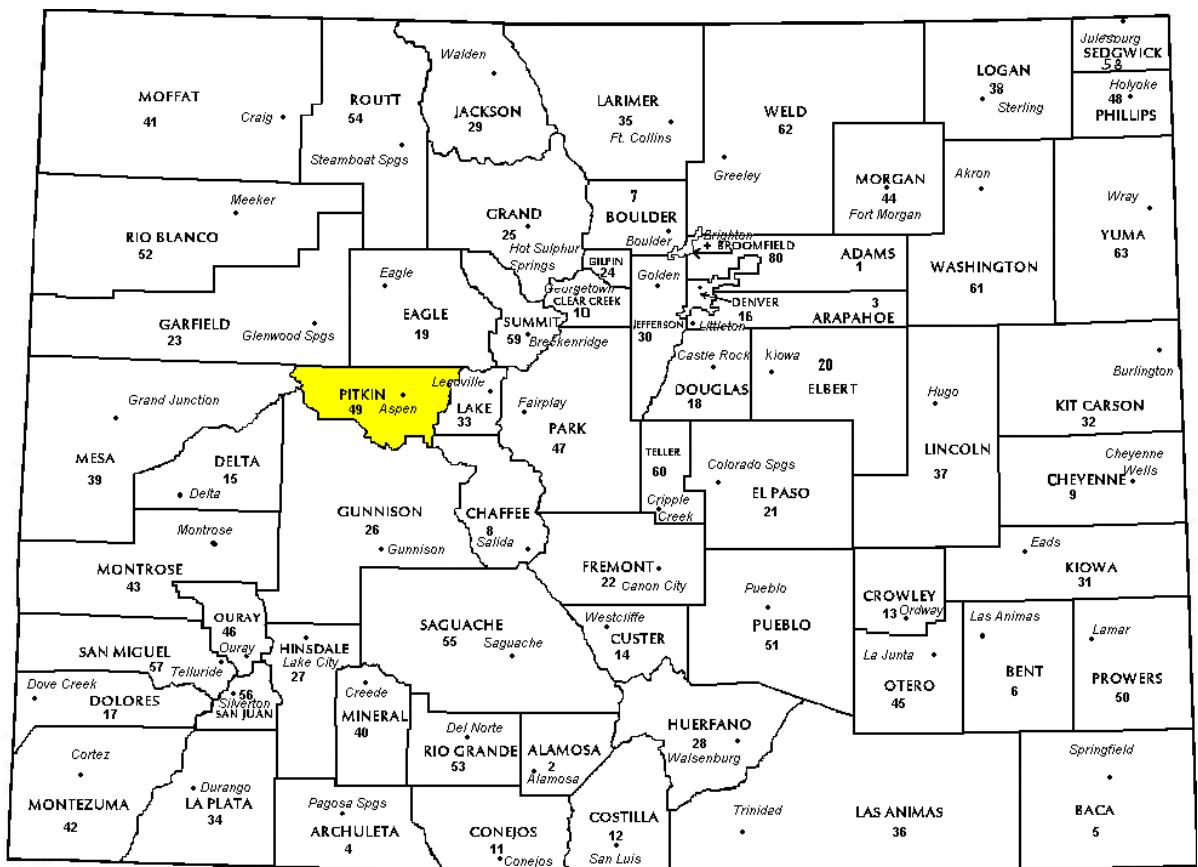 Julesburg
SEDGWICK
58
LOGAN
38
Sterling
Holyoke
48
PHILLIPS
MOFFAT
41
Craig
ROUTT
54
Steamboat Spgs
Walden
JACKSON
29
LARIMER
35
Ft. Collins
WELD
62
Greeley
MORGAN
44
Fort Morgan
Akron
WASHINGTON
61
Wray
YUMA
63
Meeker
RIO BLANCO
52
GRAND
25
Hot Sulphur
Springs
7
BOULDER
Boulder
Brighton
+ BROOMFIELD
80
ADAMS
1
GILPIN
24
Georgetown
CLEAR CREEK
10
Golden
JEFFERSON
30
DENVER
16
Littleton
3
ARAPAHOE
GARFIELD
23
Glenwood Spgs
Eagle
EAGLE
19
SUMMIT
59
Breckenridge
Castle Rock
DOUGLAS
18
kiowa
20
ELBERT
Hugo
LINCOLN
37
Burlington
KIT CARSON
32
Grand Junction
MESA
39
PITKIN
49
Aspen
Leadville
LAKE
33
Fairplay
PARK
47
TELLER
60
Cripple
Creek
Colorado Spgs
EL PASO
21
Cheyenne
Wells
CHEYENNE
9
DELTA
15
Delta
GUNNISON
26
Gunnison
CHAFFEE
8
Salida
Montrose
MONTROSE
43
FREMONT
22
Canon City
Pueblo
PUEBLO
51
CROWLEY
13
Ordway
Eads
KIOWA
31
OURAY
46
Ouray
SAN MIGUEL
57
Telluride
HINSDALE
Lake City
27
SAGUACHE
55
Saguache
Westcliffe
CUSTER
14
La Junta
OTERO
45
Las Animas
BENT
6
Lamar
PROWERS
50
Dove Creek
DOLORES
17
56
Silverton
SAN JUAN
Creede
MINERAL
40
Del Norte
RIO GRANDE
53
ALAMOSA
2
Alamosa
HUERFANO
28
Walsenburg
Cortez
MONTEZUMA
42
Durango
LA PLATA
34
Pagosa Spgs
ARCHULETA
4
CONEJOS
11
Conejos
COSTILLA
12
San Luis
Trinidad
LAS ANIMAS
36
Springfield
BACA
5